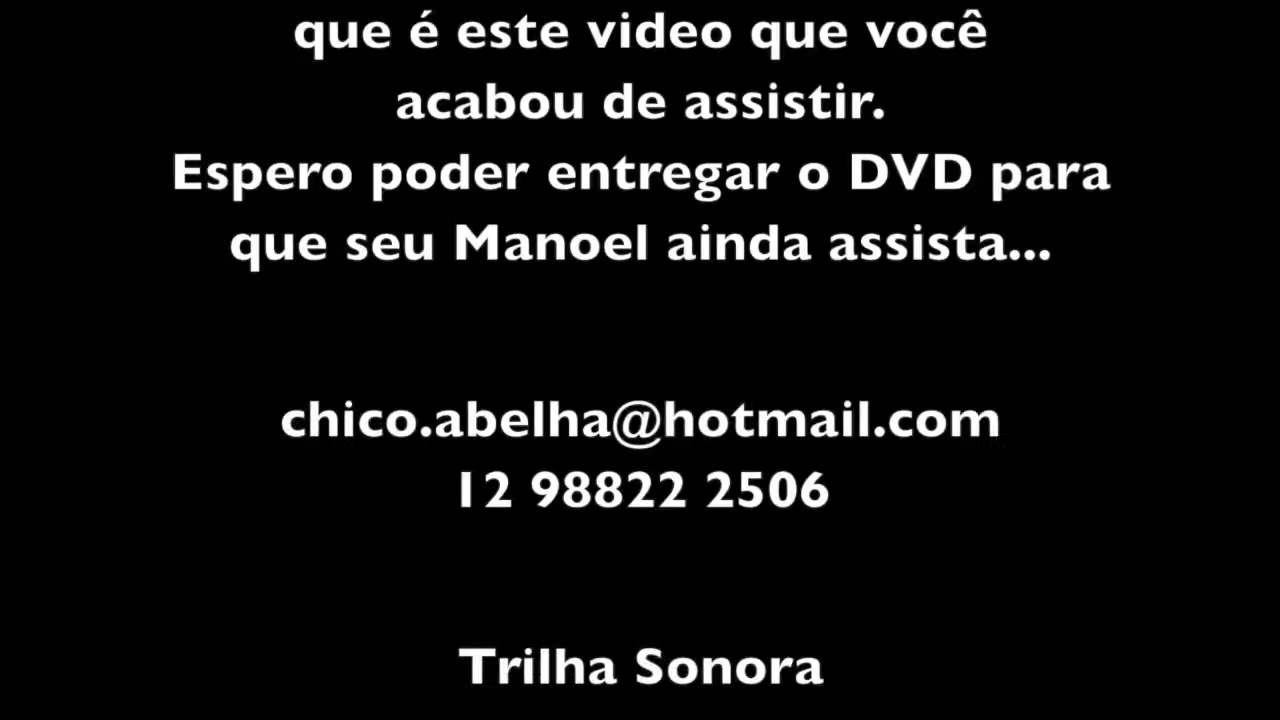 que é este video que você
acabou de assistir.
Espero poder entregar o DVD para
que seu Manoel ainda assista...
chico.abelha@hotmail.com
12 98822 2506
Trilha Sonora